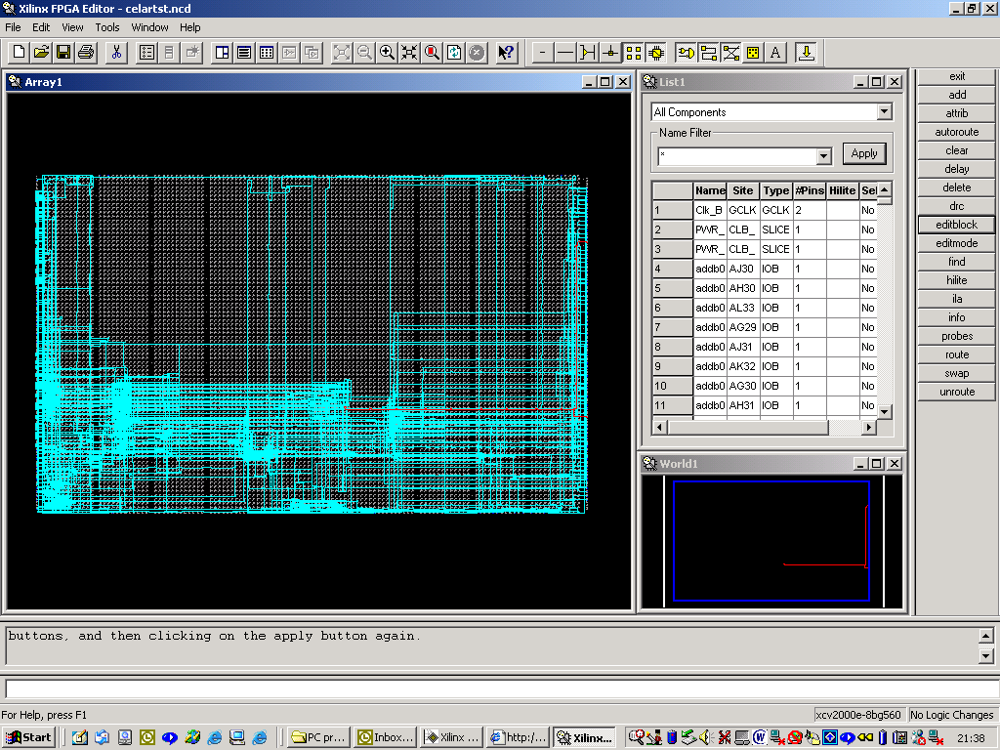 Xilinx FPGA Editor - celartst.ncd
File Edit View Tools Window Help
A
Array1
List1
All Components
Name Filter
*
Apply
Name Site Type #Pins Hilite Sel
1 Clk_B GCLK GCLK 2 No
2 PWR_ CLB_ SLICE 1 No
3 PWR_ CLB_ SLICE 1 No
4 addb0 AJ30 IOB 1 No
5 addb0 AH30 IOB 1 No
6 addb0 AL33 IOB 1 No
7 addb0 AG29 IOB 1 No
8 addb0 AJ31 IOB 1 No
9 addb0 AK32 IOB 1 No
10 addb0 AG30 IOB 1 No
11 addb0 AH31 IOB 1 No
World1
exit
add
attrib
autoroute
clear
delay
delete
drc
editblock
editmode
find
hilite
ila
info
probes
route
swap
unroute
buttons, and then clicking on the apply button again.
For Help, press F1
xcv2000e-8bg560 No Logic Changes
Start PC pr... Inbox... Xilinx ... http:/... Xilinx... 21:38